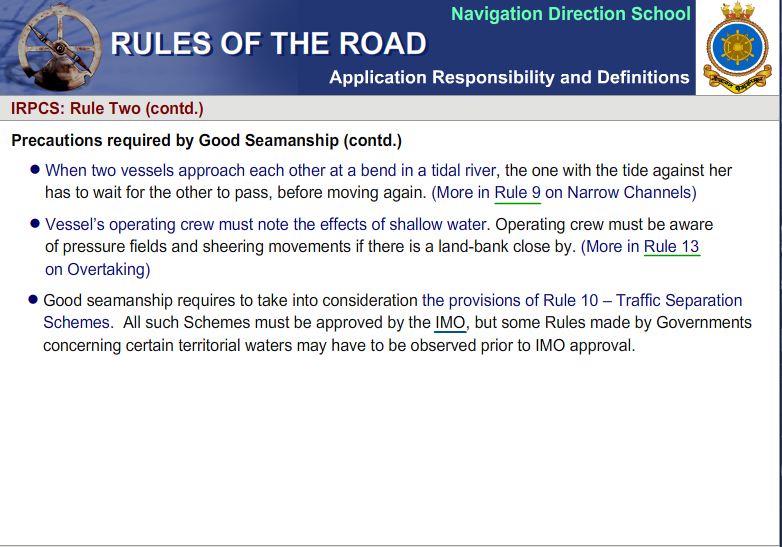 Navigation Direction School
RULES OF THE ROAD
Application Responsibility and Definitions
IRPCS: Rule Two (contd.)
Precautions required by Good Seamanship (contd.)
● When two vessels approach each other at a bend in a tidal river, the one with the tide against her
has to wait for the other to pass, before moving again. (More in Rule 9 on Narrow Channels)
● Vessel's operating crew must note the effects of shallow water. Operating crew must be aware
of pressure fields and sheering movements if there is a land-bank close by. (More in Rule 13
on Overtaking)
● Good seamanship requires to take into consideration the provisions of Rule 10 – Traffic Separation
Schemes. All such Schemes must be approved by the IMO, but some Rules made by Governments
concerning certain territorial waters may have to be observed prior to IMO approval.